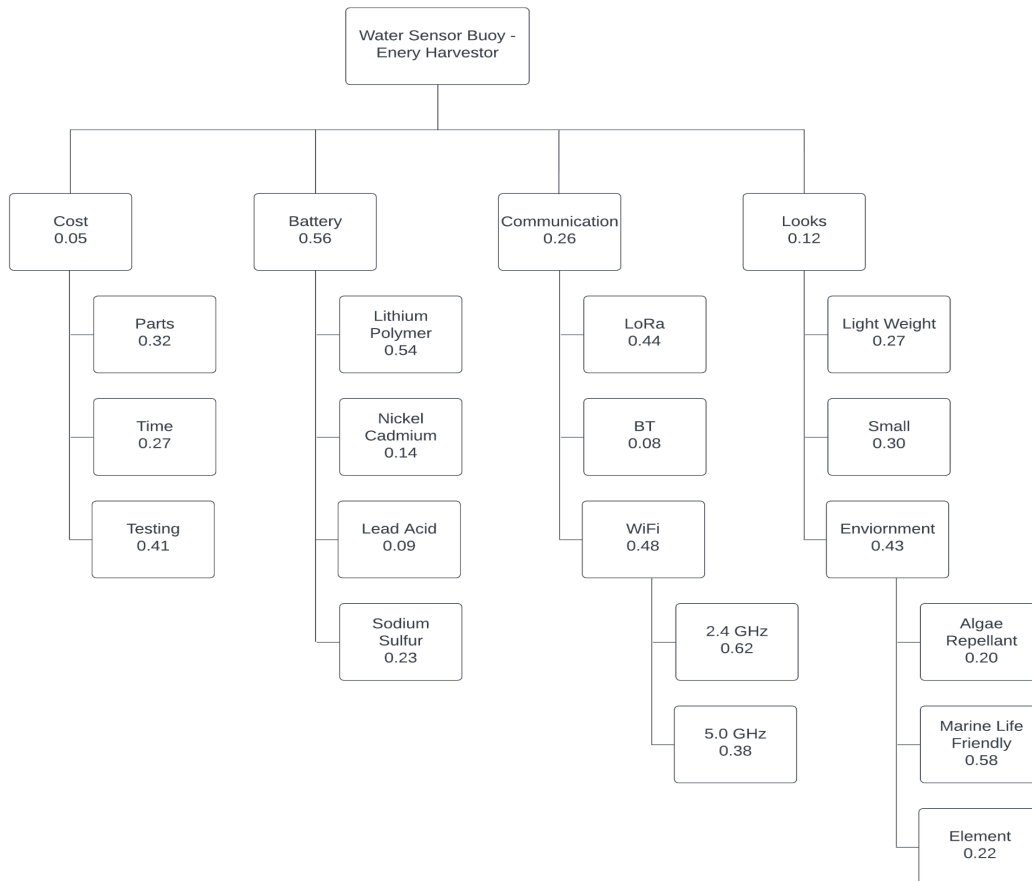 Water Sensor Buoy -
Enery Harvestor
Cost
0.05
Battery
0.56
Communication
0.26
Looks
0.12
Parts
0.32
Time
0.27
Testing
0.41
Lithium
Polymer
0.54
Nickel
Cadmium
0.14
Lead Acid
0.09
Sodium
Sulfur
0.23
LoRa
0.44
BT
0.08
WiFi
0.48
2.4 GHz
0.62
5.0 GHz
0.38
Light Weight
0.27
Small
0.30
Enviornment
0.43
Algae
Repellant
0.20
Marine Life
Friendly
0.58
Element
0.22